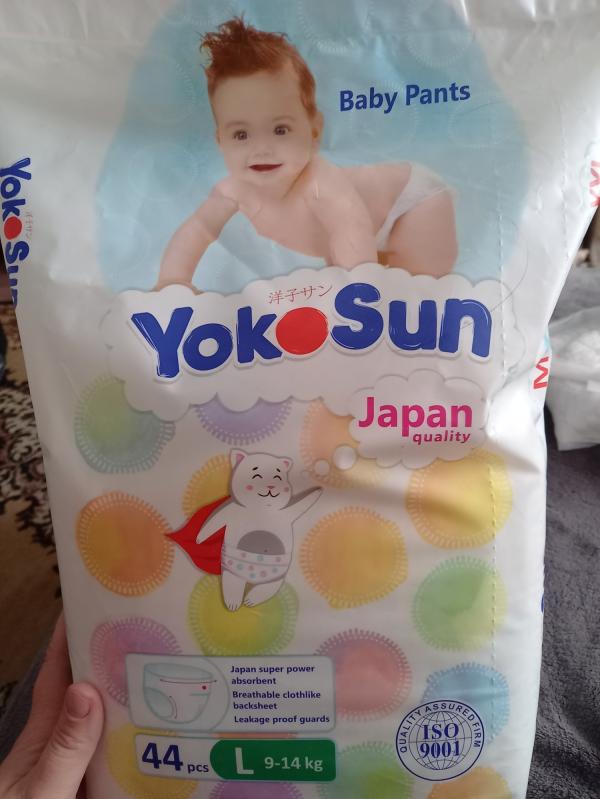 Baby Pants
YokoSun
洋子サン
YokoSun
Japan
quality
Japan super power
absorbent
Breathable clothlike
backsheet
Leakage proof guards
44 pcs
L 9-14 kg
QUALITY ASSURED FIRM
ISO
9001
M